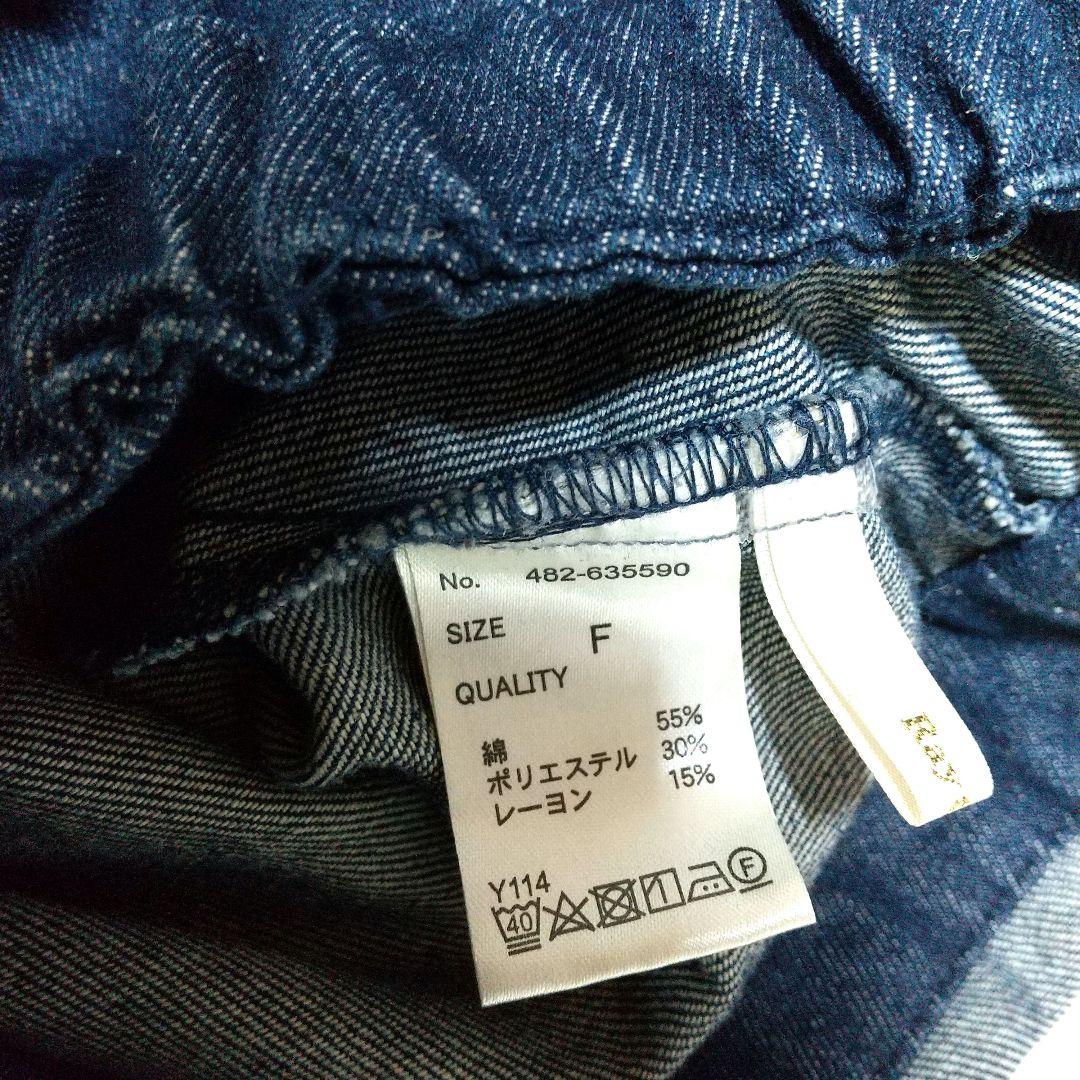 No. 482-635590
SIZE F
QUALITY
綿 55%
ポリエステル 30%
レーヨン 15%
Y114
40
F
Ray